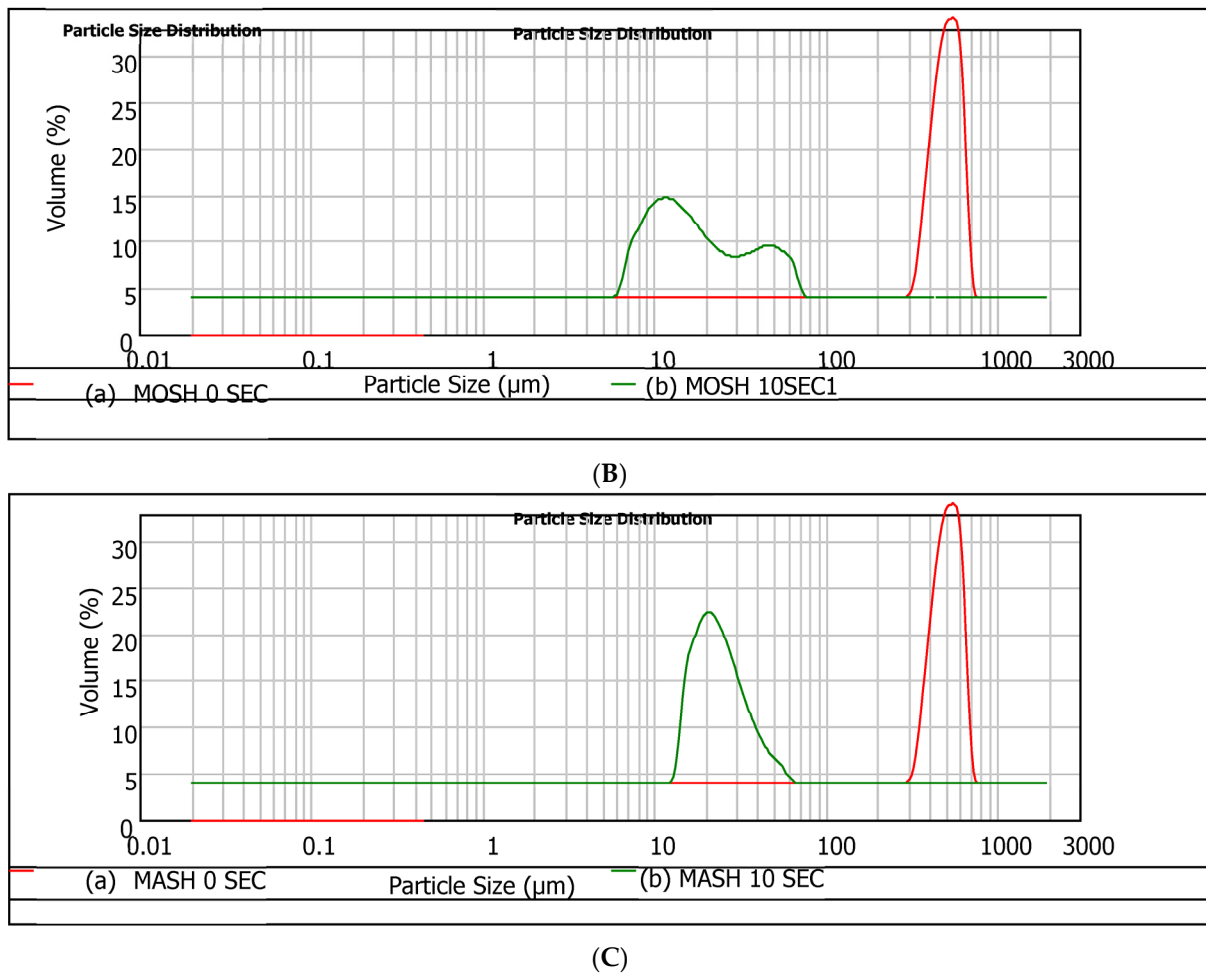 Particle Size Distribution
Particle Size Distribution
Volume (%)
30
25
20
15
10
5
0
0.01 0.1 1 10 100 1000 3000
(a) MOSH 0 SEC Particle Size (µm) (b) MOSH 10SEC1
(B)
Particle Size Distribution
Volume (%)
30
25
20
15
10
5
0
0.01 0.1 1 10 100 1000 3000
(a) MASH 0 SEC Particle Size (µm) (b) MASH 10 SEC
(C)